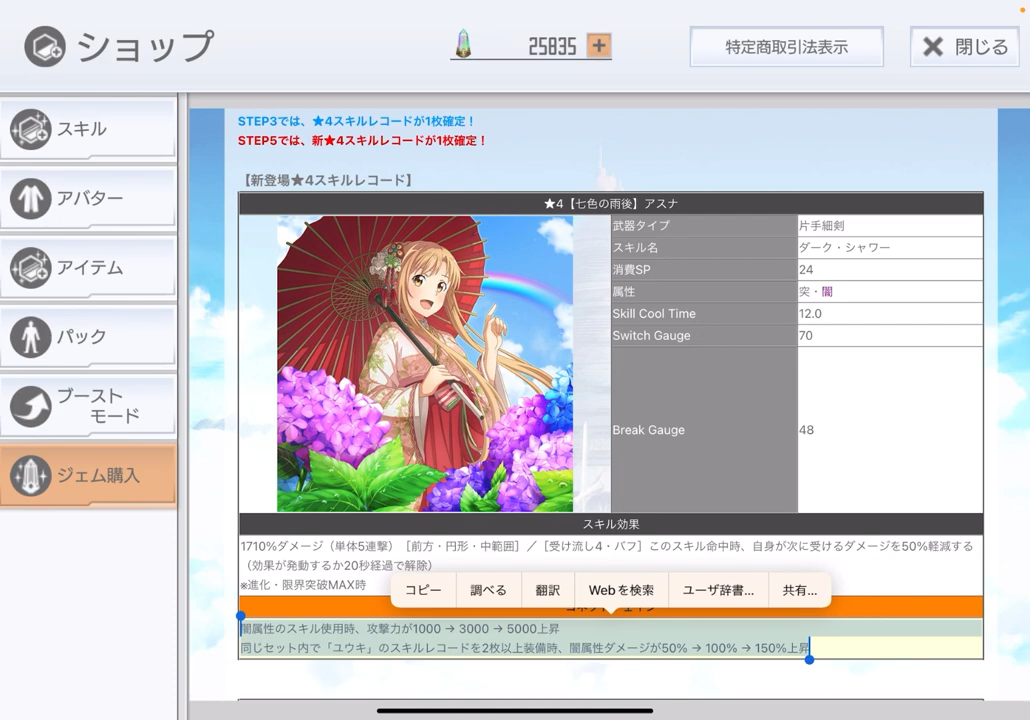 ショップ
25835
特定商取引法表示
閉じる
スキル
アバター
アイテム
パック
ブースト
モード
ジェム購入
STEP3では、★4スキルレコードが1枚確定！
STEP5では、新★4スキルレコードが1枚確定！
【新登場★4スキルレコード】
★4【七色の雨後】アスナ
武器タイプ 片手細剣
スキル名 ダーク・シャワー
消費SP 24
属性 突・闇
Skill Cool Time 12.0
Switch Gauge 70
Break Gauge 48
スキル効果
1710%ダメージ（単体5連撃）［前方・円形・中範囲］／［受け流し4・バフ］このスキル命中時、自身が次に受けるダメージを50%軽減する
（効果が発動するか20秒経過で解除）
※進化・限界突破MAX時
コピー 調べる 翻訳 Webを検索 ユーザ辞書... 共有...
闇属性のスキル使用時、攻撃力が1000 → 3000 → 5000上昇
同じセット内で「ユウキ」のスキルレコードを2枚以上装備時、闇属性ダメージが50% → 100% → 150%上昇